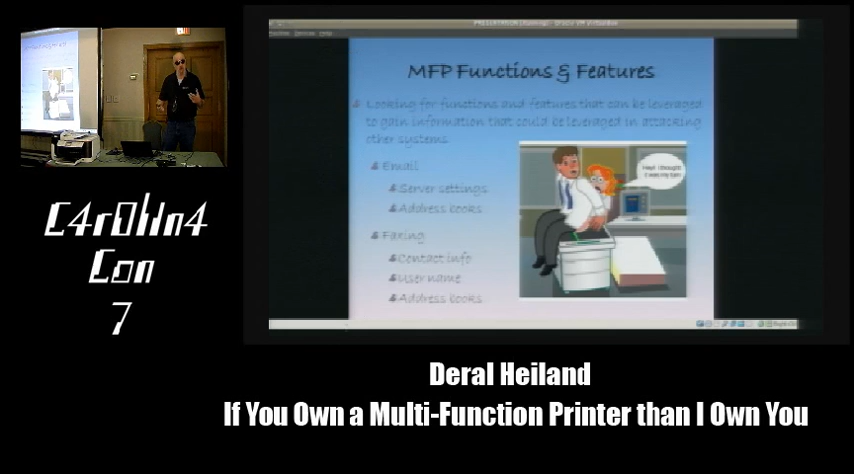 MFP Functions & Features
Looking for functions and features that can be leveraged
to gain information that could be leveraged in attacking
other systems
Email
Server settings
Address books
Faxing
Contact info
User name
Address books
C4r0l1n4
Con
7
Deral Heiland
If You Own a Multi-Function Printer than I Own You